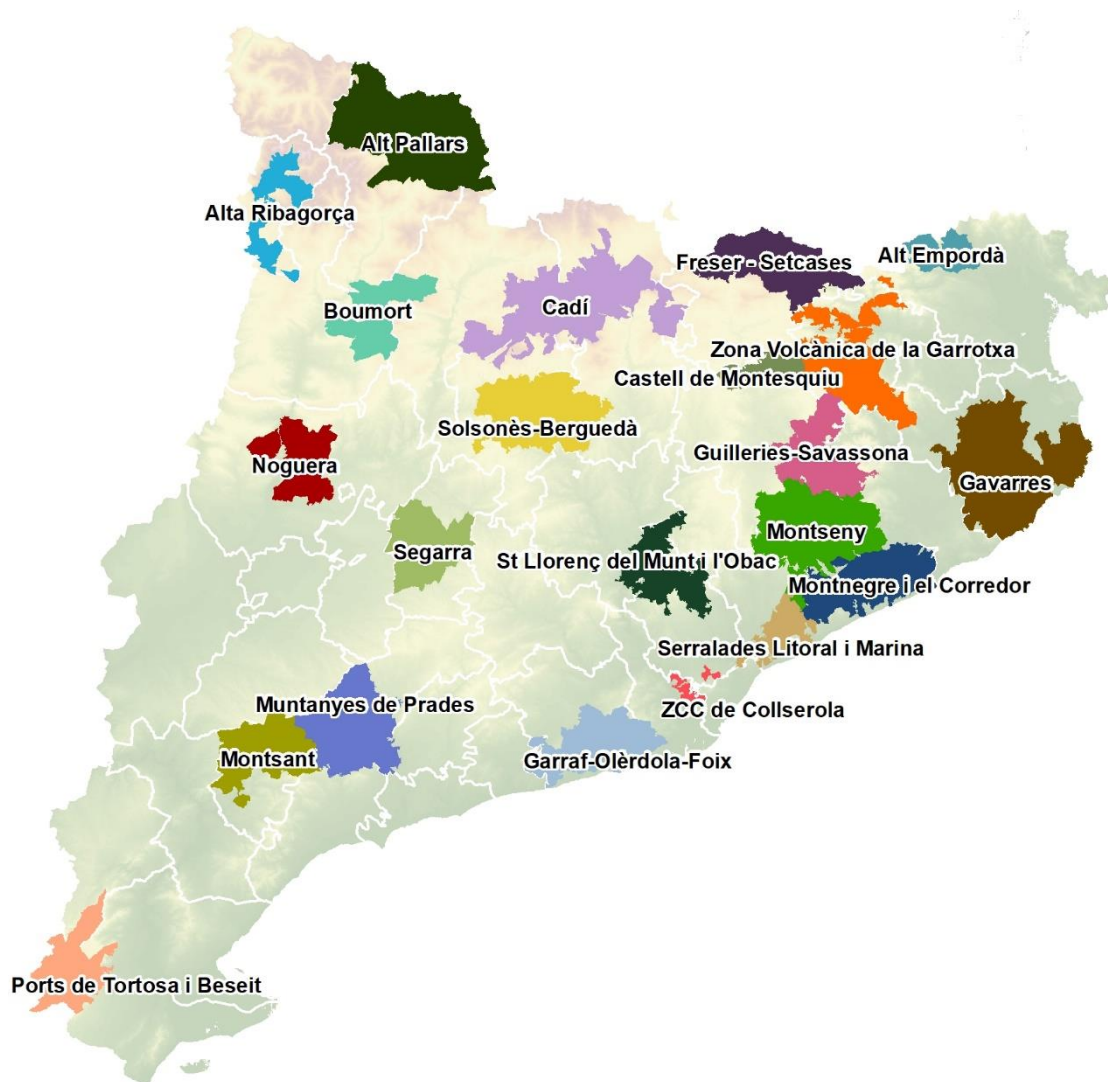 Alt Pallars
Alta Ribagorça
Freser - Setcases
Alt Empordà
Boumort
Cadí
Zona Volcànica de la Garrotxa
Castell de Montesquiu
Solsonès-Berguedà
Guilleries-Savassona
Noguera
Gavarres
Montseny
Segarra
St Llorenç del Munt i l'Obac
Montnegre i el Corredor
Serralades Litoral i Marina
Muntanyes de Prades
ZCC de Collserola
Montsant
Garraf-Olèrdola-Foix
Ports de Tortosa i Beseit